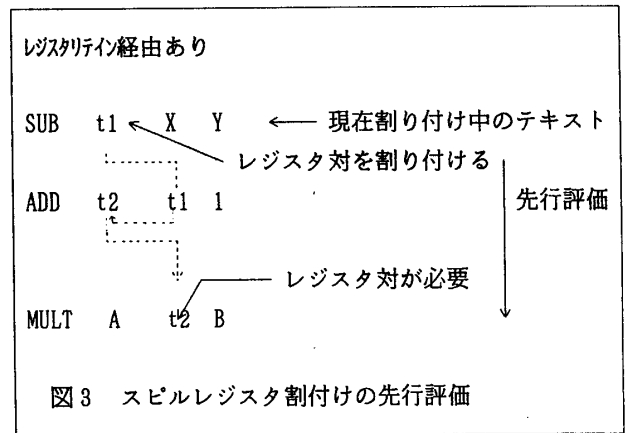 レジスタリテイン経由あり
SUB t1 X Y ← 現在割り付け中のテキスト
レジスタ対を割り付ける
ADD t2 t1 1 先行評価
レジスタ対が必要
MULT A t2 B
図3 スピルレジスタ割付けの先行評価